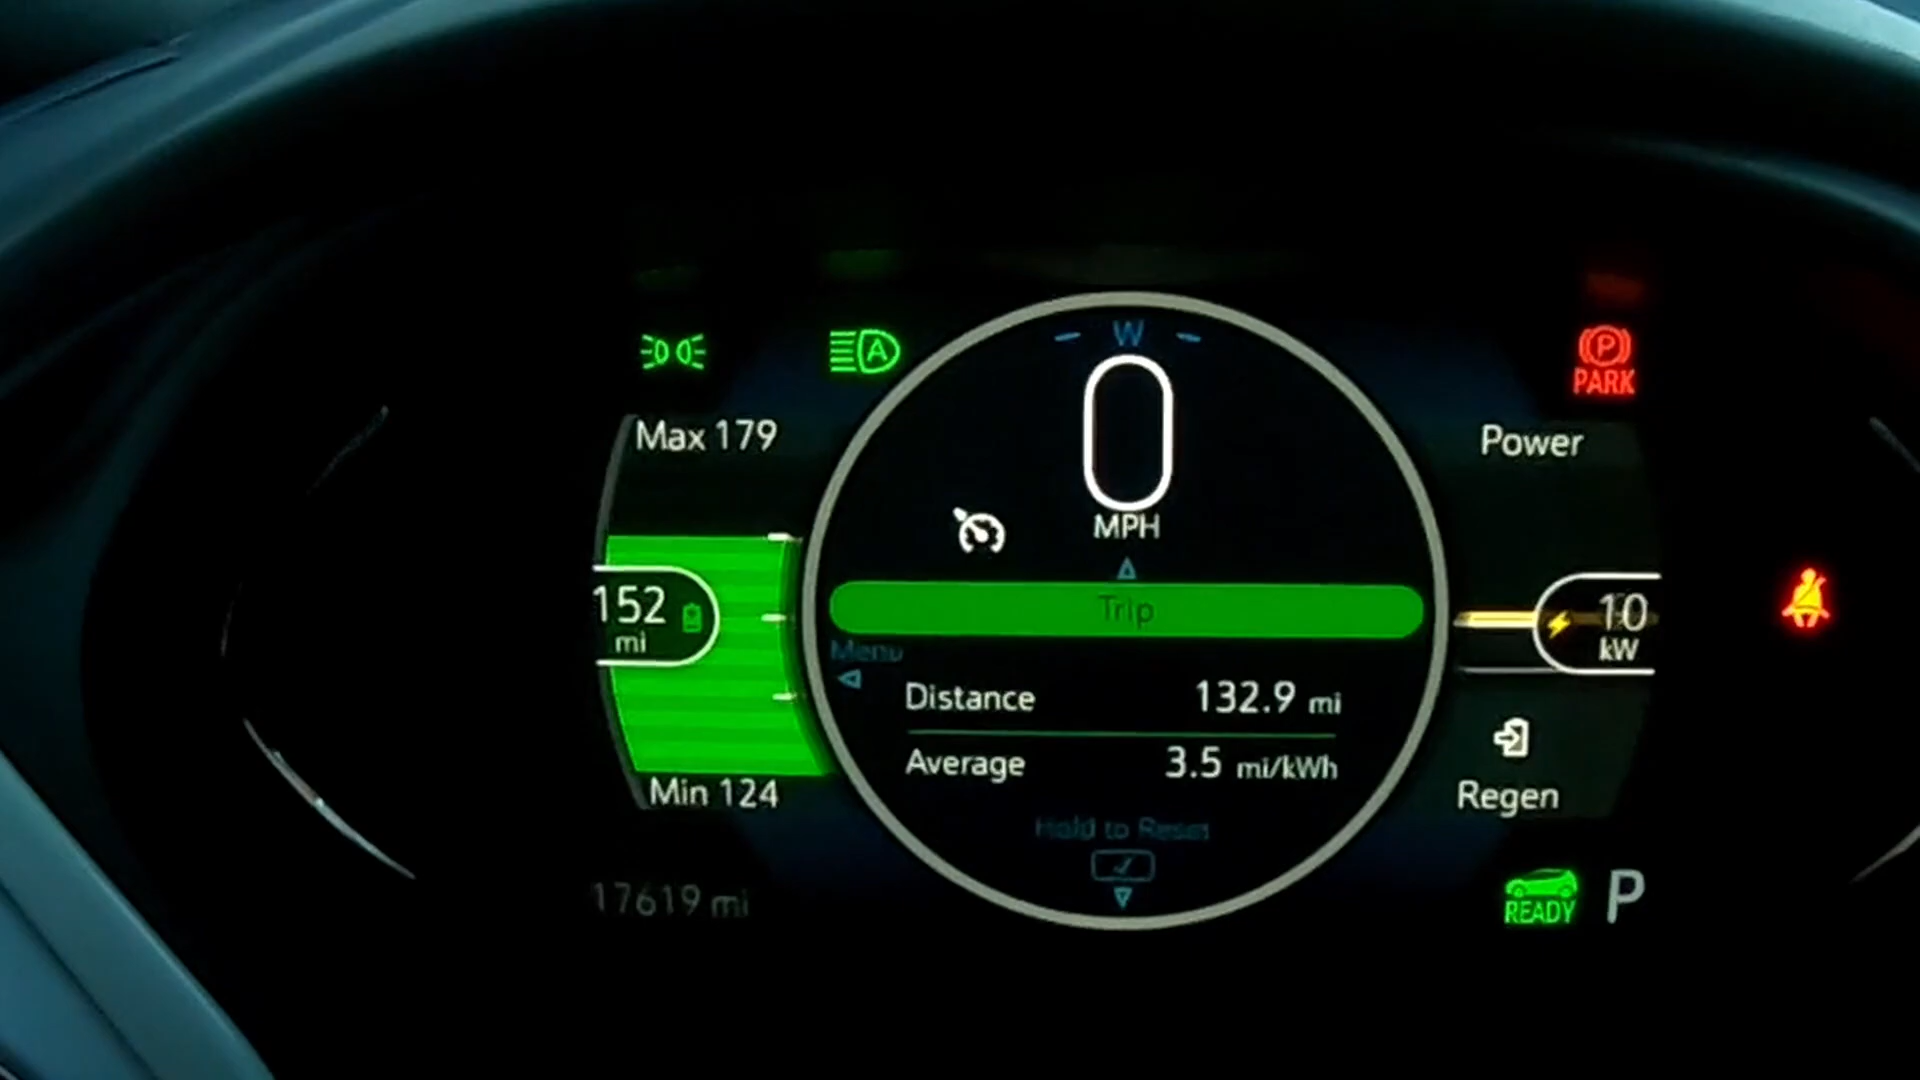 W
A
P
PARK
Max 179
0
Power
MPH
152
mi
10
kW
Trip
Menu
Distance 132.9 mi
Average 3.5 mi/kWh
Min 124
Regen
Hold to Reset
17619 mi
READY
P